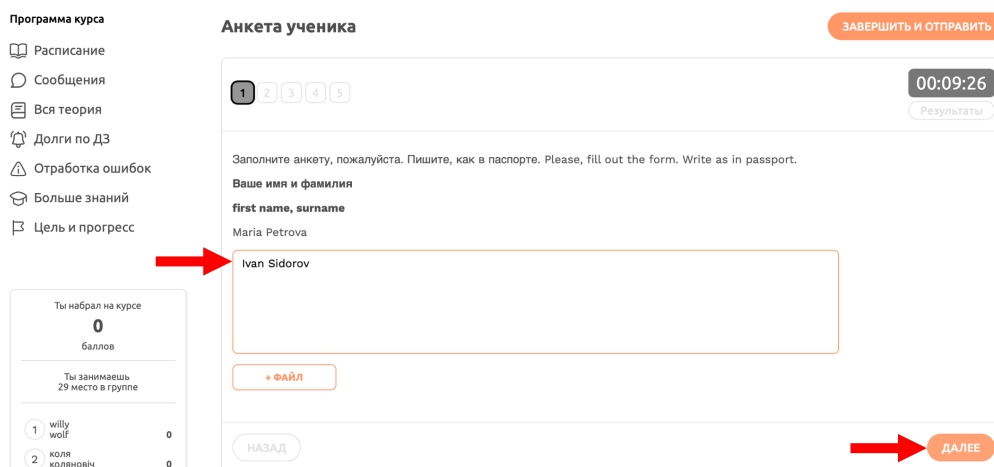 Программа курса
Расписание
Сообщения
Вся теория
Долги по ДЗ
Отработка ошибок
Больше знаний
Цель и прогресс
Ты набрал на курсе
0
баллов
Ты занимаешь
29 место в группе
1 willy
wolf 0
2 коля
коляновіч 0
Анкета ученика
ЗАВЕРШИТЬ И ОТПРАВИТЬ
1 2 3 4 5
00:09:26
Результаты
Заполните анкету, пожалуйста. Пишите, как в паспорте. Please, fill out the form. Write as in passport.
Ваше имя и фамилия
first name, surname
Maria Petrova
Ivan Sidorov
+ ФАЙЛ
НАЗАД
ДАЛЕЕ